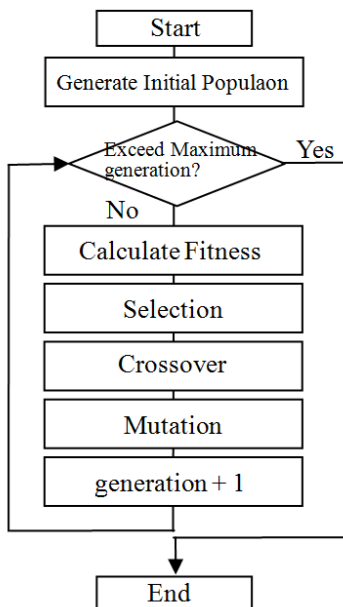 Start
Generate Initial Populaon
Exceed Maximum
generation?
Yes
No
Calculate Fitness
Selection
Crossover
Mutation
generation + 1
End